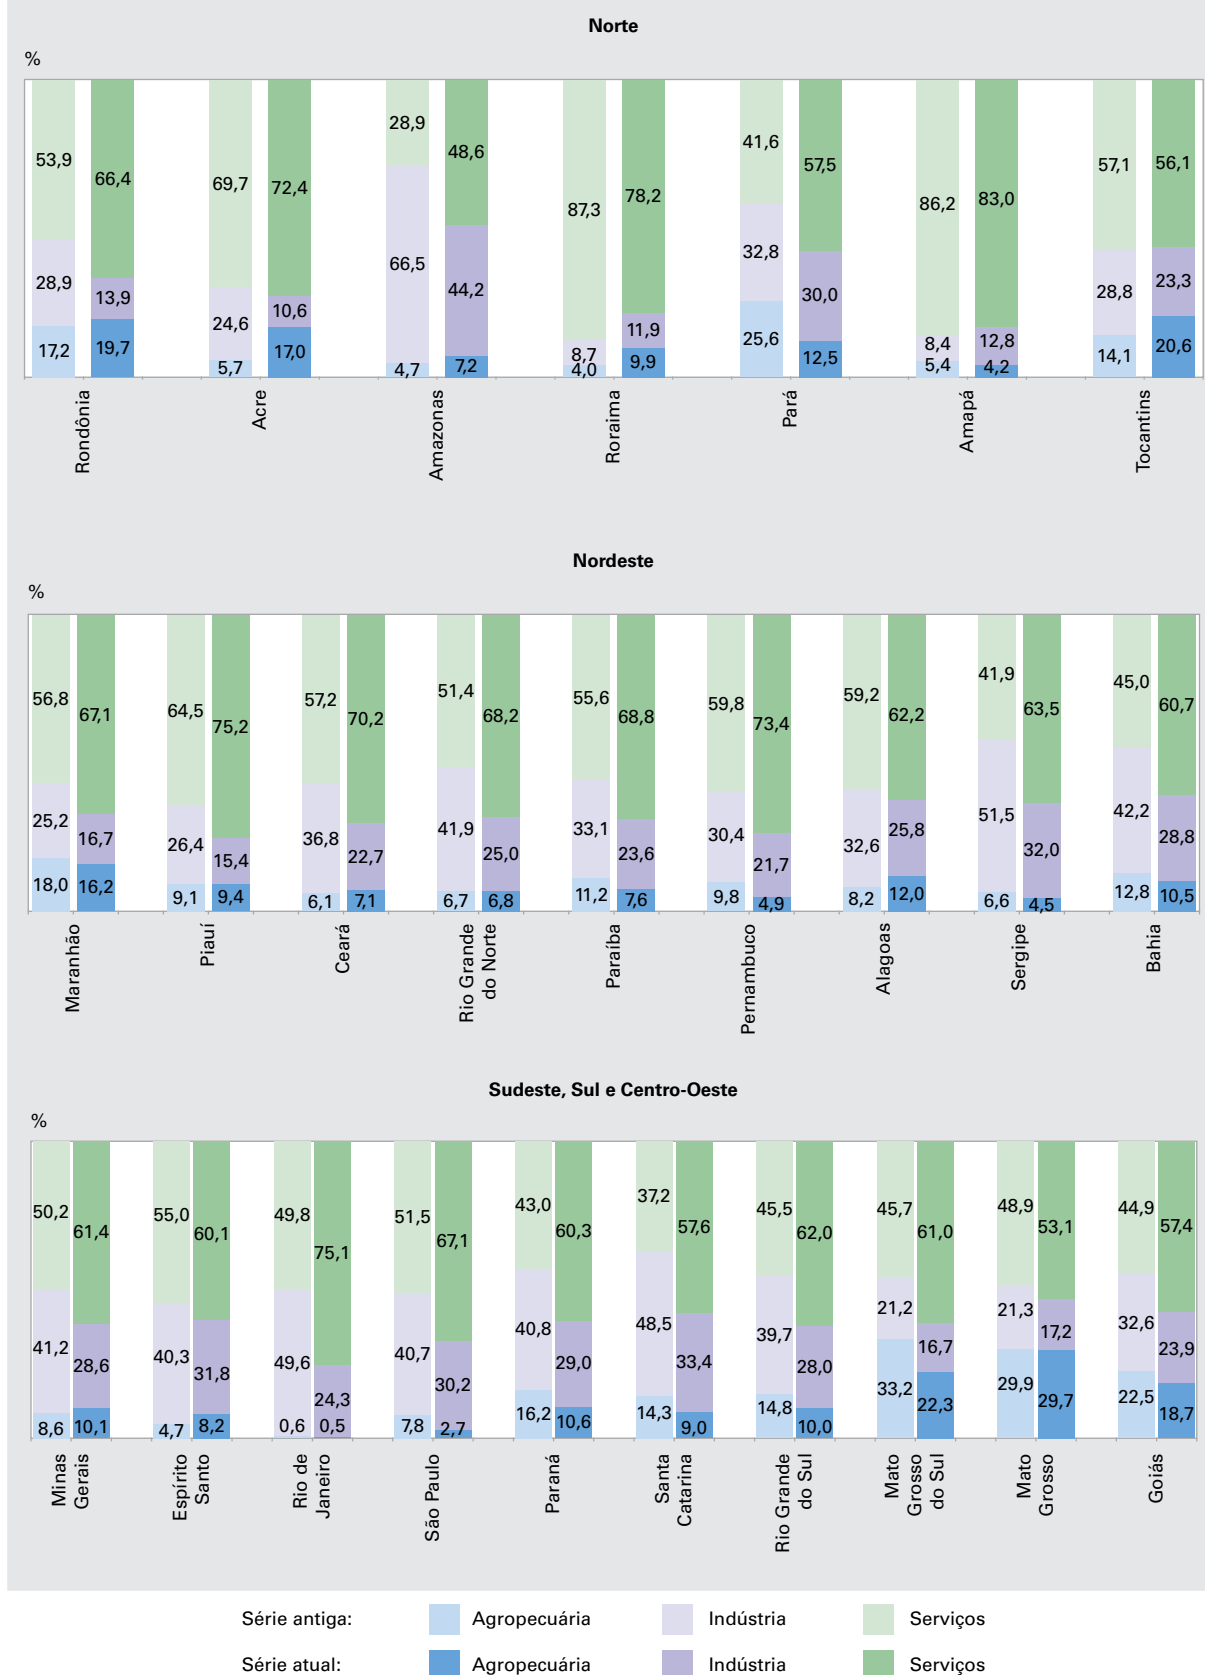 Norte
%
53,9 66,4 69,7 72,4 28,9 48,6 87,3 78,2 41,6 57,5 86,2 83,0 57,1 56,1
28,9 13,9 24,6 10,6 66,5 44,2 8,7 11,9 32,8 30,0 8,4 12,8 28,8 23,3
17,2 19,7 5,7 17,0 4,7 7,2 4,0 9,9 25,6 12,5 5,4 4,2 14,1 20,6
Rondônia
Acre
Amazonas
Roraima
Pará
Amapá
Tocantins
Nordeste
%
56,8 67,1 64,5 75,2 57,2 70,2 51,4 68,2 55,6 68,8 59,8 73,4 59,2 62,2 41,9 63,5 45,0 60,7
25,2 16,7 26,4 15,4 36,8 22,7 41,9 25,0 33,1 23,6 30,4 21,7 32,6 25,8 51,5 32,0 42,2 28,8
18,0 16,2 9,1 9,4 6,1 7,1 6,7 6,8 11,2 7,6 9,8 4,9 8,2 12,0 6,6 4,5 12,8 10,5
Maranhão
Piauí
Ceará
Rio Grande
do Norte
Paraíba
Pernambuco
Alagoas
Sergipe
Bahia
Sudeste, Sul e Centro-Oeste
%
50,2 61,4 55,0 60,1 49,8 75,1 51,5 67,1 43,0 60,3 37,2 57,6 45,5 62,0 45,7 61,0 48,9 53,1 44,9 57,4
41,2 28,6 40,3 31,8 49,6 24,3 40,7 30,2 40,8 29,0 48,5 33,4 39,7 28,0 21,2 16,7 21,3 17,2 32,6 23,9
8,6 10,1 4,7 8,2 0,6 0,5 7,8 2,7 16,2 10,6 14,3 9,0 14,8 10,0 33,2 22,3 29,9 29,7 22,5 18,7
Minas
Gerais
Espírito
Santo
Rio de
Janeiro
São Paulo
Paraná
Santa
Catarina
Rio Grande
do Sul
Mato
Grosso
do Sul
Mato
Grosso
Goiás
Série antiga: Agropecuária Indústria Serviços
Série atual: Agropecuária Indústria Serviços